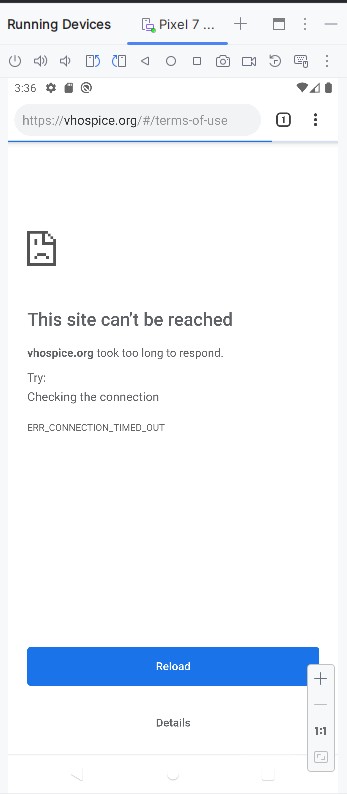 Running Devices
Pixel 7 ...
3:36
https://vhospice.org/#/terms-of-use
1
This site can't be reached
vhospice.org took too long to respond.
Try:
Checking the connection
ERR_CONNECTION_TIMED_OUT
Reload
Details
1:1